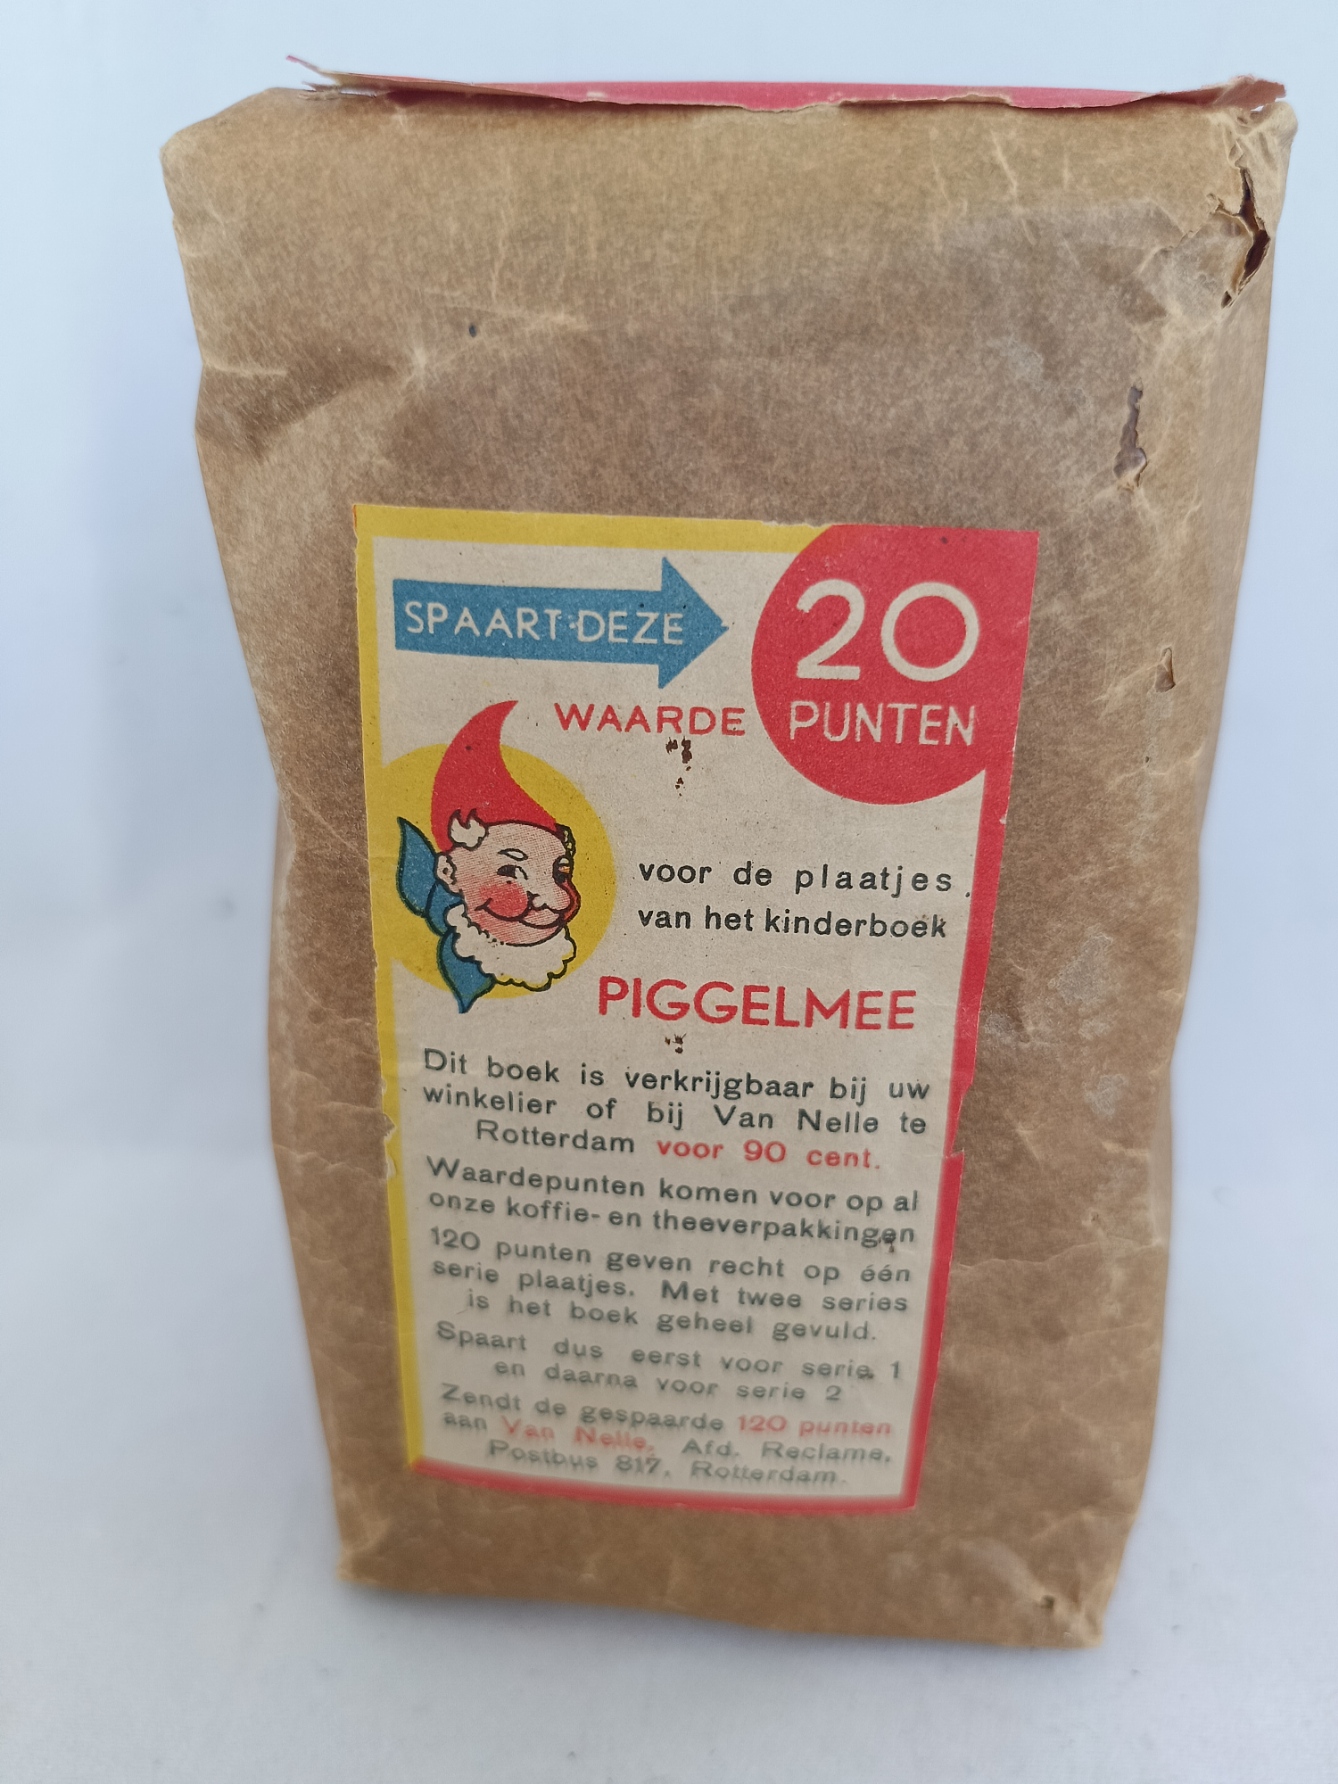 SPAART DEZE
20
WAARDE PUNTEN
voor de plaatjes
van het kinderboek
PIGGELMEE
Dit boek is verkrijgbaar bij uw
winkelier of bij Van Nelle te
Rotterdam voor 90 cent.
Waardepunten komen voor op al
onze koffie- en theeverpakkingen
120 punten geven recht op één
serie plaatjes. Met twee series
is het boek geheel gevuld.
Spaart dus eerst voor serie 1
en daarna voor serie 2
Zendt de gespaarde 120 punten
aan Van Nelle, Afd. Reclame,
Postbus 817, Rotterdam.